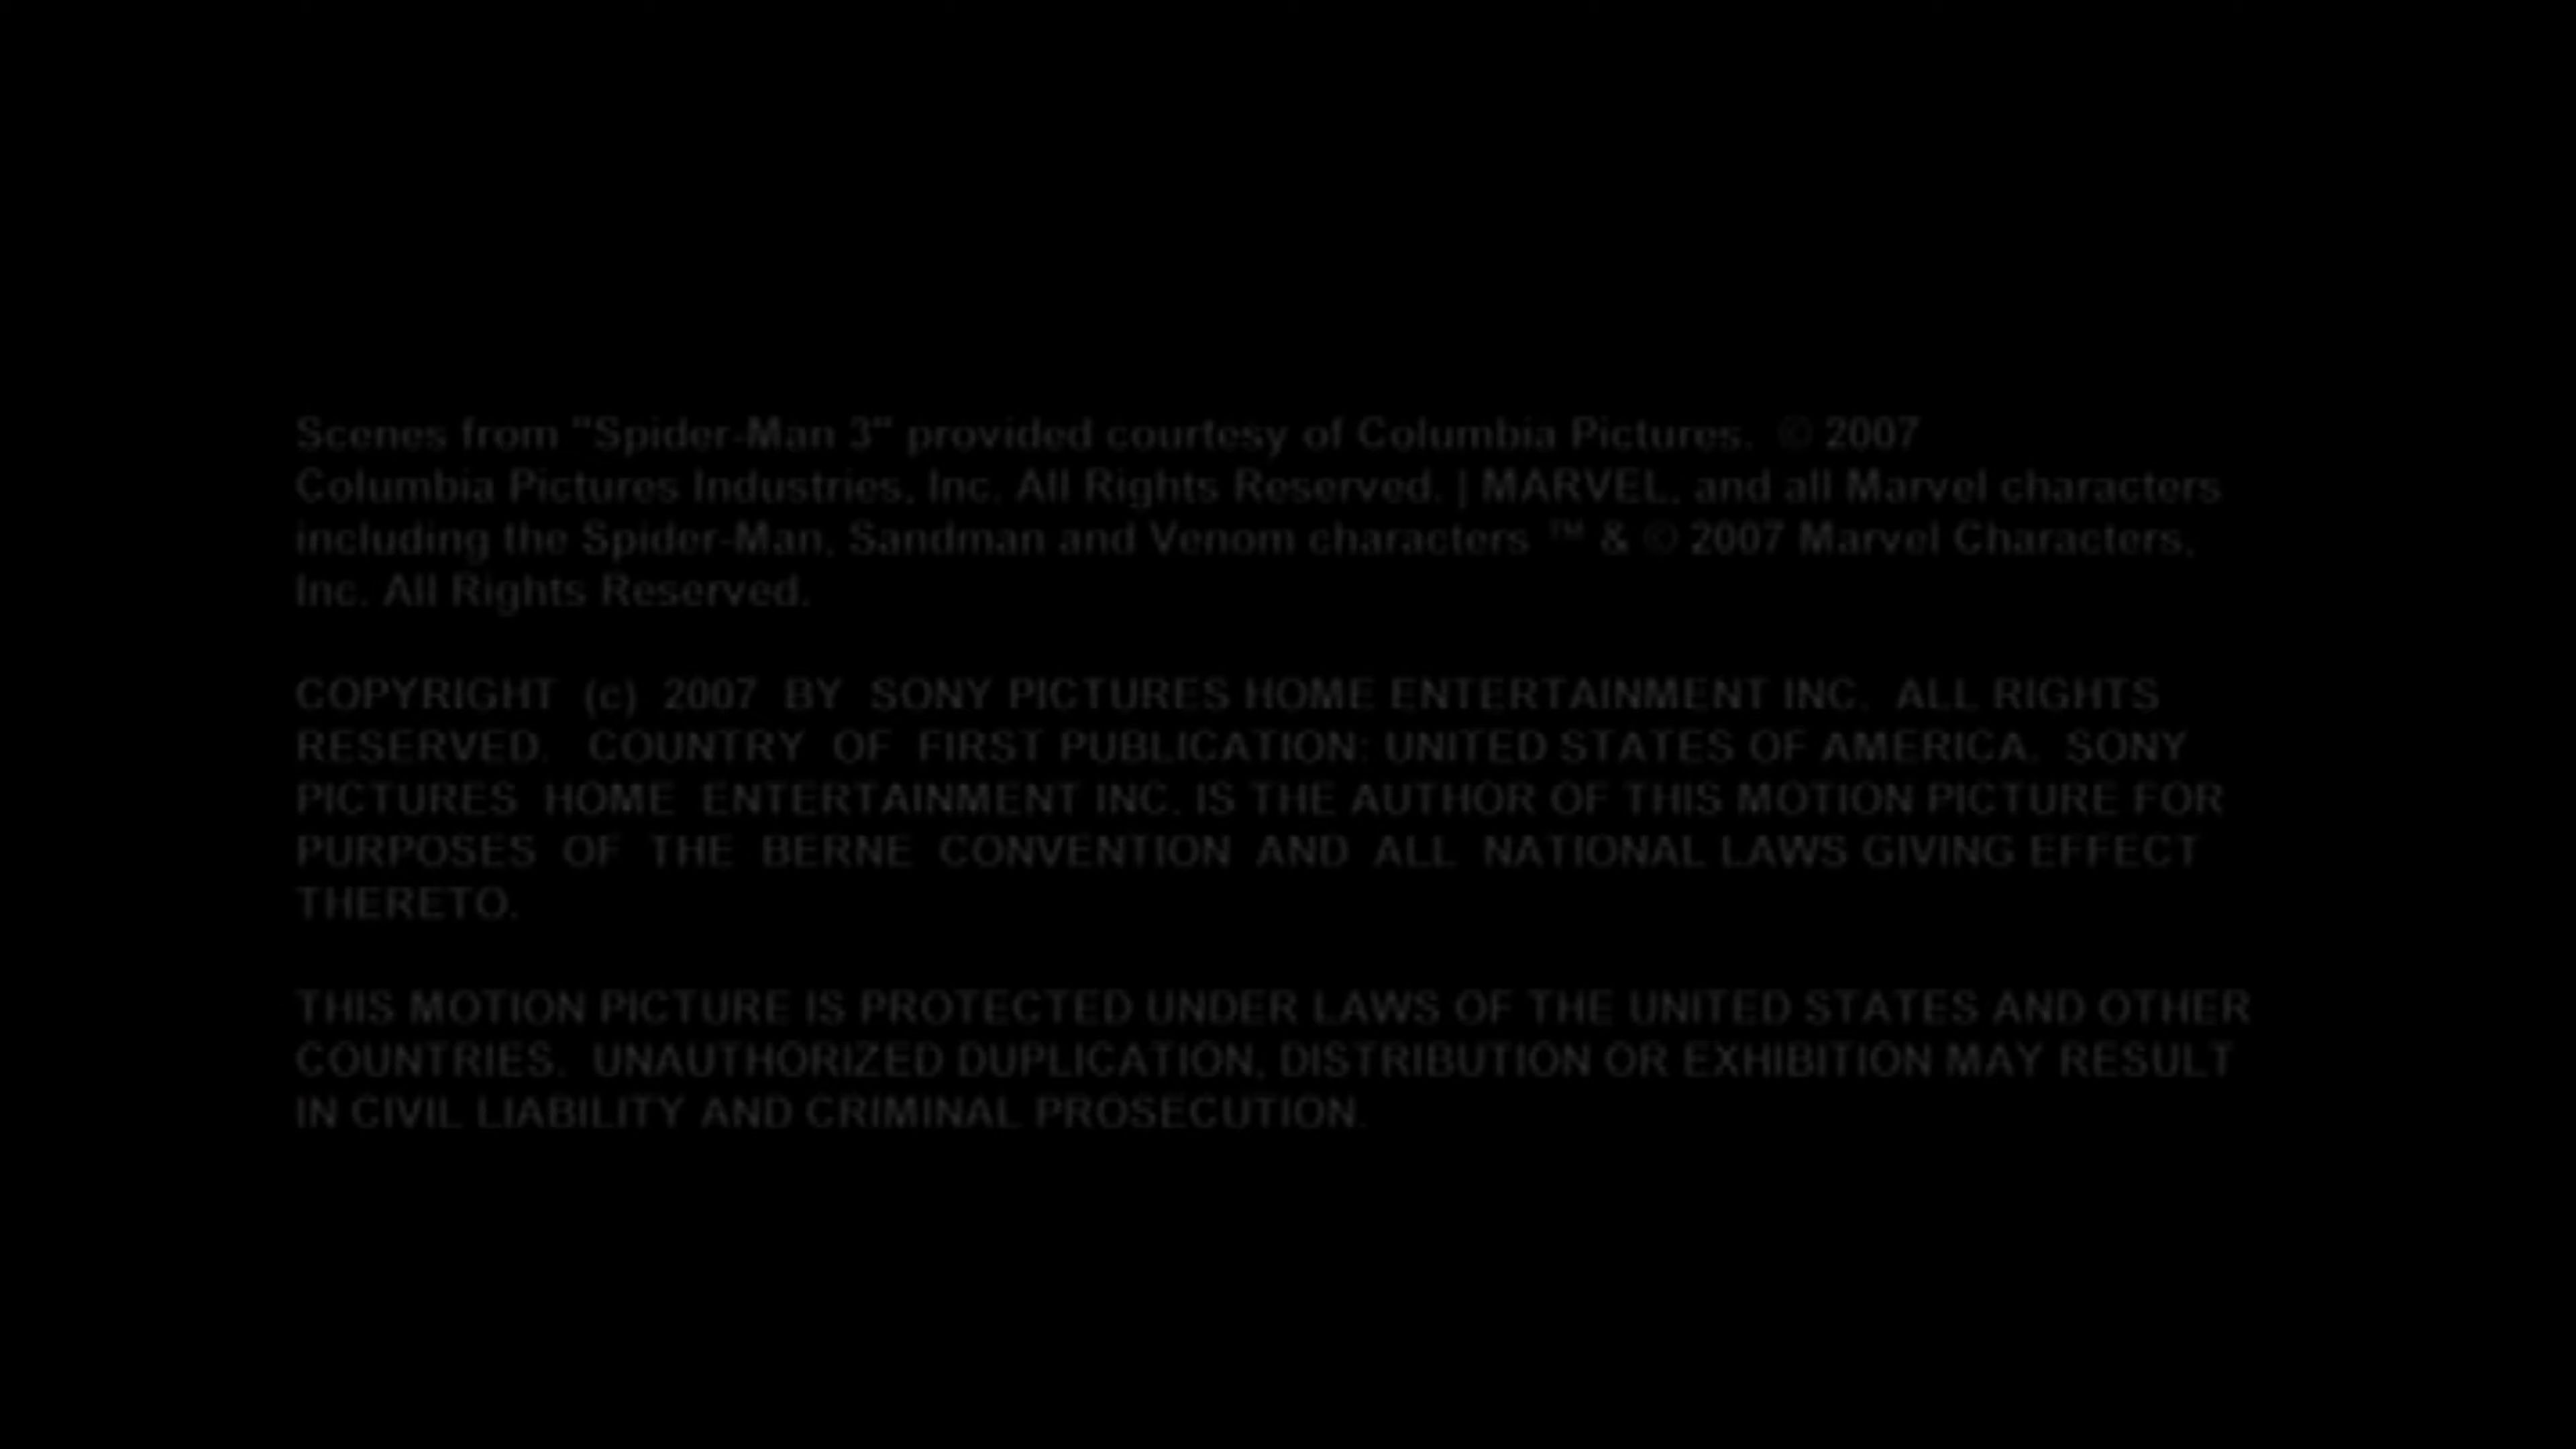 Scenes from "Spider-Man 3" provided courtesy of Columbia Pictures.  © 2007
Columbia Pictures Industries, Inc. All Rights Reserved. | MARVEL, and all Marvel characters
including the Spider-Man, Sandman and Venom characters ™ & © 2007 Marvel Characters,
Inc. All Rights Reserved.
COPYRIGHT  (c)  2007  BY  SONY PICTURES HOME ENTERTAINMENT INC.  ALL RIGHTS
RESERVED.   COUNTRY  OF  FIRST PUBLICATION: UNITED STATES OF AMERICA.  SONY
PICTURES  HOME  ENTERTAINMENT INC. IS THE AUTHOR OF THIS MOTION PICTURE FOR
PURPOSES  OF  THE  BERNE  CONVENTION  AND  ALL  NATIONAL LAWS GIVING EFFECT
THERETO.
THIS MOTION PICTURE IS PROTECTED UNDER LAWS OF THE UNITED STATES AND OTHER
COUNTRIES.  UNAUTHORIZED DUPLICATION, DISTRIBUTION OR EXHIBITION MAY RESULT
IN CIVIL LIABILITY AND CRIMINAL PROSECUTION.